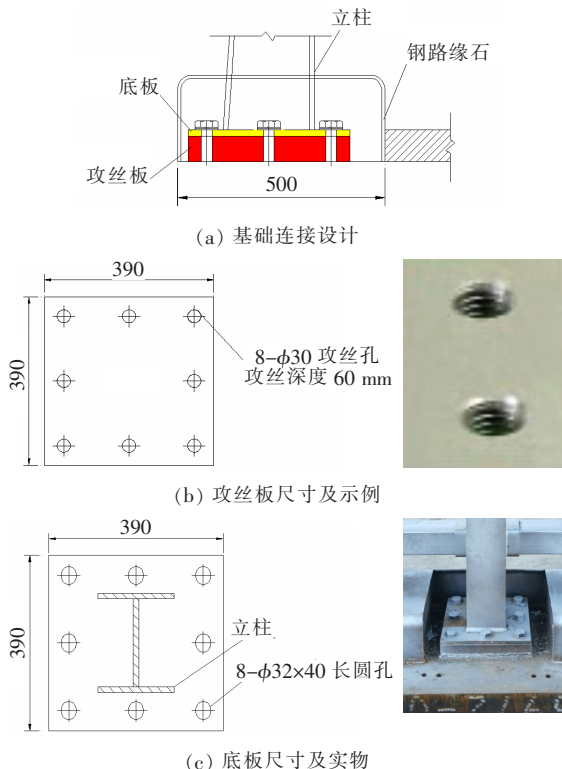 立柱
钢路缘石
底板
攻丝板
500
(a) 基础连接设计
390
390
8-ϕ30 攻丝孔
攻丝深度 60 mm
(b) 攻丝板尺寸及示例
390
390
立柱
8-ϕ32×40 长圆孔
(c) 底板尺寸及实物